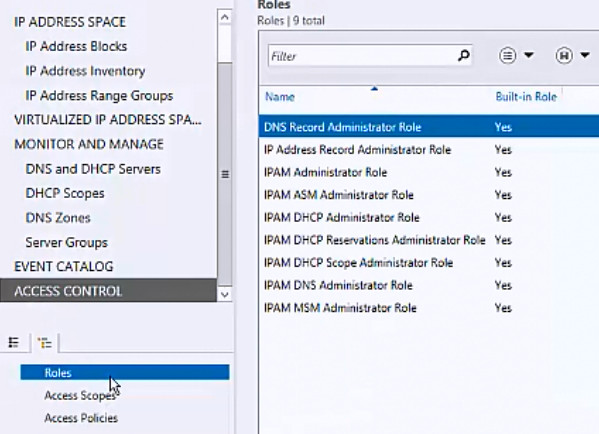 IP ADDRESS SPACE
IP Address Blocks
IP Address Inventory
IP Address Range Groups
VIRTUALIZED IP ADDRESS SPA...
MONITOR AND MANAGE
DNS and DHCP Servers
DHCP Scopes
DNS Zones
Server Groups
EVENT CATALOG
ACCESS CONTROL
Roles
Access Scopes
Access Policies
Roles
Roles | 9 total
Filter
Name Built-in Role
DNS Record Administrator Role Yes
IP Address Record Administrator Role Yes
IPAM Administrator Role Yes
IPAM ASM Administrator Role Yes
IPAM DHCP Administrator Role Yes
IPAM DHCP Reservations Administrator Role Yes
IPAM DHCP Scope Administrator Role Yes
IPAM DNS Administrator Role Yes
IPAM MSM Administrator Role Yes